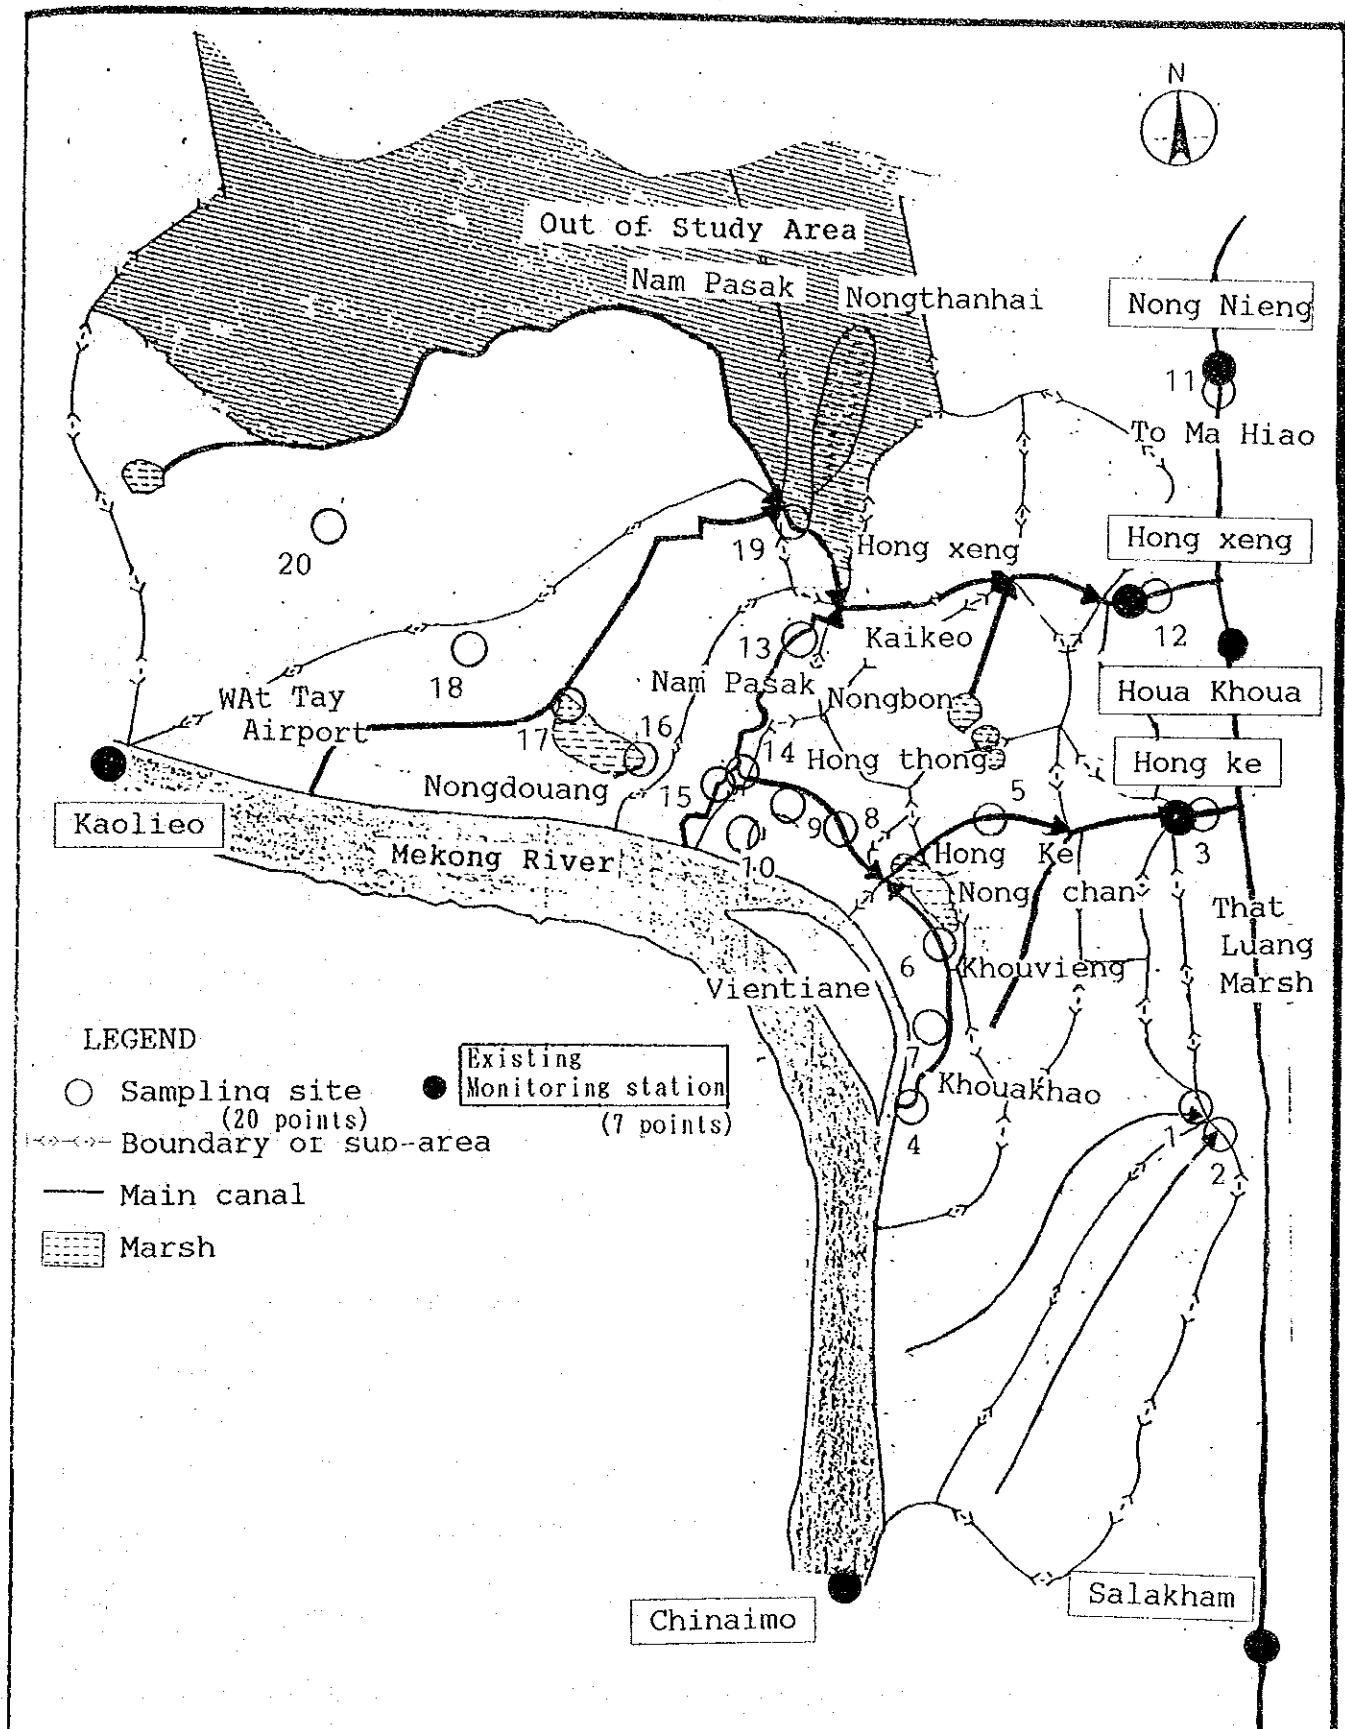 N
Out of Study Area
Nam Pasak
Nongthanhai
Nong Nieng
11
To Ma Hiao
20
19
Hong xeng
Hong xeng
12
13
Kaikeo
18
Nam Pasak
Nongbon
Houa Khoua
WAt Tay
Airport
17
16
14
Hong thong
Hong ke
Nongdouang
15
5
Kaolieo
9
8
3
Mekong River
10
Hong Ke
Nong chan
That
Luang
Marsh
6
Khouvieng
Vientiane
7
Khouakhao
4
1
2
LEGEND
Sampling site
(20 points)
Existing
Monitoring station
(7 points)
Boundary or sub-area
Main canal
Marsh
Salakham
Chinaimo